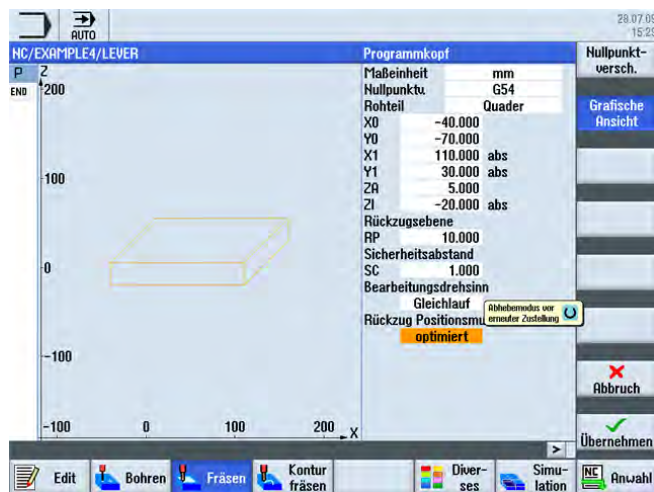 28.07.09
15:29
AUTO
NC/EXAMPLE4/LEVER
Programmkopf
Nullpunkt-
versch.
P
END
Z
200
100
0
-100
-100 0 100 200 X
Maßeinheit mm
Nullpunktv. G54
Rohteil Quader
X0 -40.000
Y0 -70.000
X1 110.000 abs
Y1 30.000 abs
ZA 5.000
ZI -20.000 abs
Rückzugsebene
RP 10.000
Sicherheitsabstand
SC 1.000
Bearbeitungsdrehsinn
Gleichlauf
Rückzug Positionsmu
optimiert
Abhebemodus vor
erneuter Zustellung
Grafische
Ansicht
Abbruch
Übernehmen
>
Edit
Bohren
Fräsen
Kontur
fräsen
Diver-
ses
Simu-
lation
NC
Anwahl